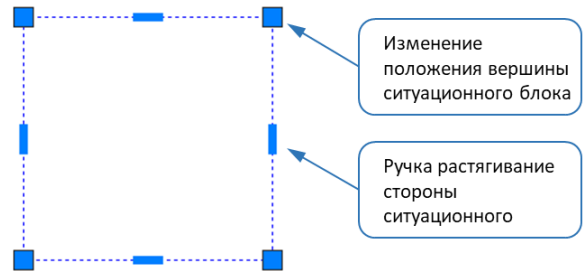 Изменение
положения вершины
ситуационного блока
Ручка растягивание
стороны
ситуационного